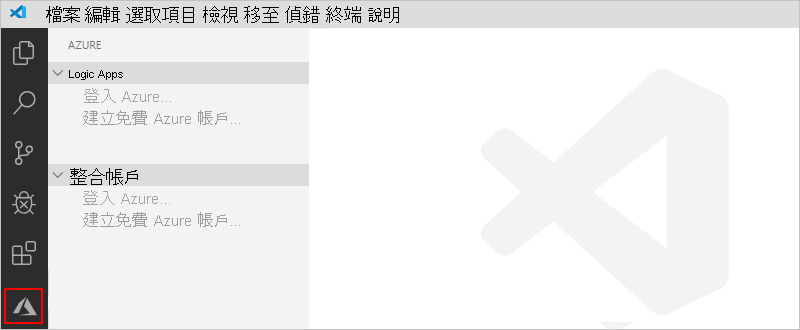 檔案 編輯 選取項目 檢視 移至 偵錯 終端 說明
AZURE
Logic Apps
登入 Azure...
建立免費 Azure 帳戶...
整合帳戶
登入 Azure...
建立免費 Azure 帳戶...